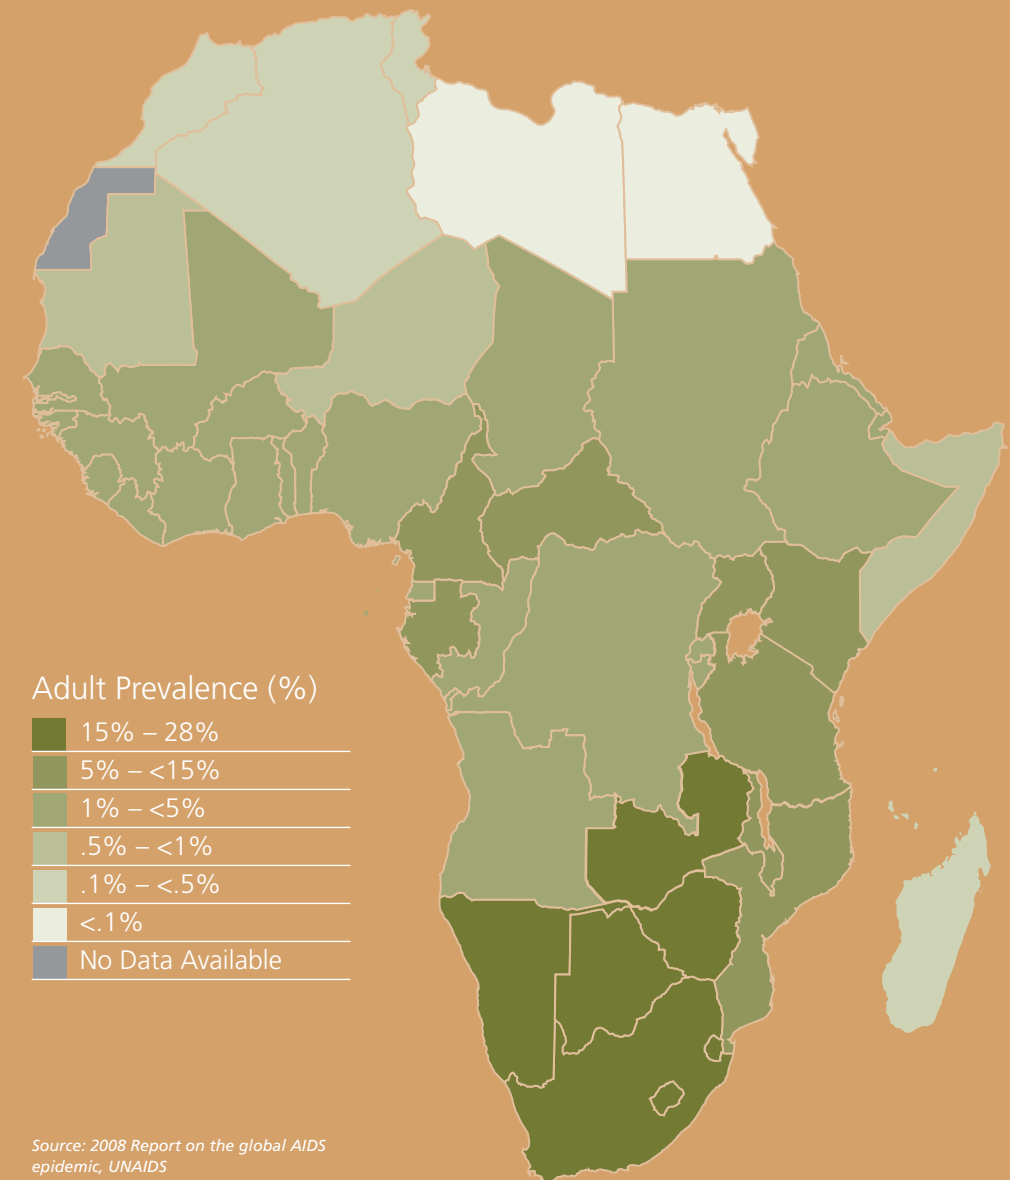 Adult Prevalence (%)
15% – 28%
5% – <15%
1% – <5%
.5% – <1%
.1% – <.5%
<.1%
No Data Available
Source: 2008 Report on the global AIDS
epidemic, UNAIDS